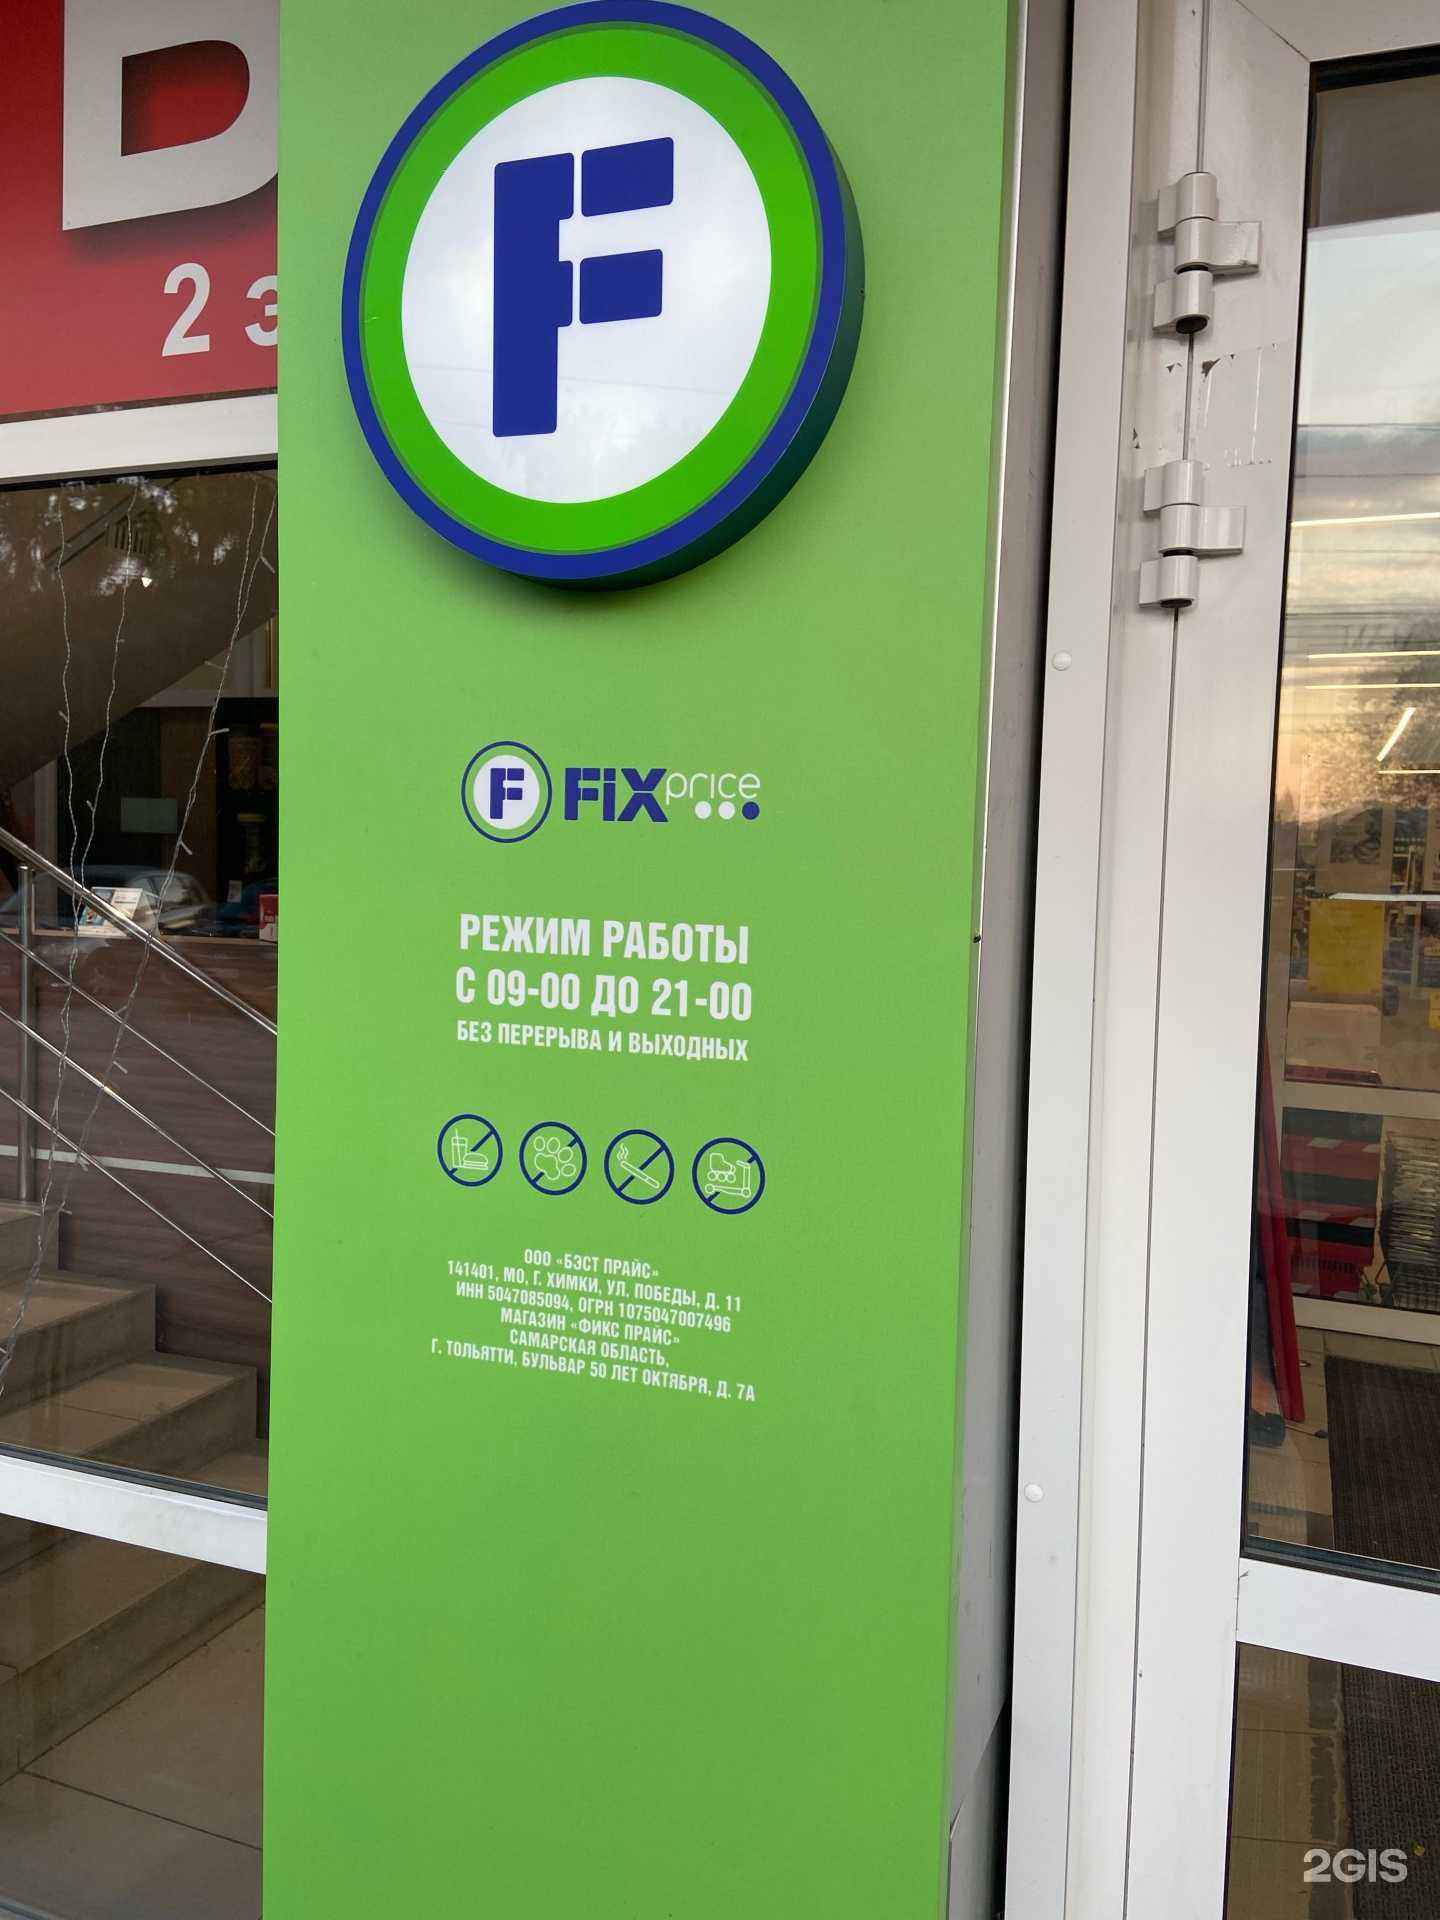 2 э
F
F FiX price
РЕЖИМ РАБОТЫ
С 09-00 ДО 21-00
БЕЗ ПЕРЕРЫВА И ВЫХОДНЫХ
ООО «БЭСТ ПРАЙС»
141401, МО, Г. ХИМКИ, УЛ. ПОБЕДЫ, Д. 11
ИНН 5047085094, ОГРН 1075047007496
МАГАЗИН «ФИКС ПРАЙС»
САМАРСКАЯ ОБЛАСТЬ,
Г. ТОЛЬЯТТИ, БУЛЬВАР 50 ЛЕТ ОКТЯБРЯ, Д. 7А
2GIS